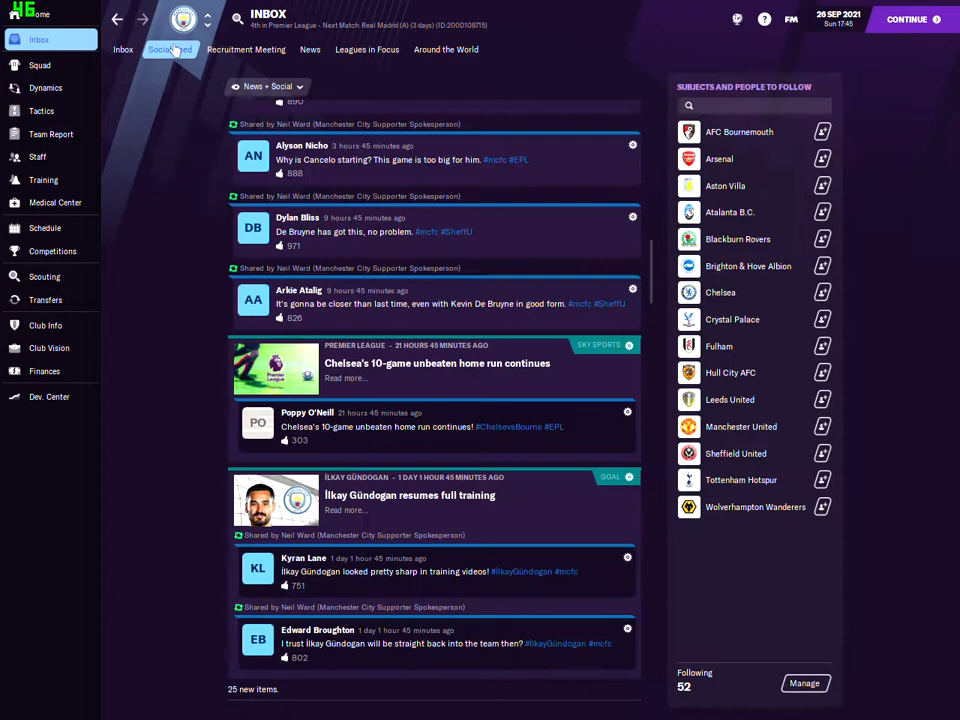 46
ome
INBOX
4th in Premier League - Next Match: Real Madrid (A) (3 days) (ID:2000108715)
FM
26 SEP 2021
Sun 17:45
CONTINUE
Inbox
Squad
Dynamics
Tactics
Team Report
Staff
Training
Medical Center
Schedule
Competitions
Scouting
Transfers
Club Info
Club Vision
Finances
Dev. Center
Inbox
Social Feed
Recruitment Meeting
News
Leagues in Focus
Around the World
News + Social
890
Shared by Neil Ward (Manchester City Supporter Spokesperson)
AN
Alyson Nicho 3 hours 45 minutes ago
Why is Cancelo starting? This game is too big for him. #mcfc #EPL
888
Shared by Neil Ward (Manchester City Supporter Spokesperson)
DB
Dylan Bliss 9 hours 45 minutes ago
De Bruyne has got this, no problem. #mcfc #SheffU
971
Shared by Neil Ward (Manchester City Supporter Spokesperson)
AA
Arkie Atalig 9 hours 45 minutes ago
It's gonna be closer than last time, even with Kevin De Bruyne in good form. #mcfc #SheffU
826
PREMIER LEAGUE - 21 HOURS 45 MINUTES AGO
SKY SPORTS
Premier League
Chelsea's 10-game unbeaten home run continues
Read more...
PO
Poppy O'Neill 21 hours 45 minutes ago
Chelsea's 10-game unbeaten home run continues! #ChelsevsBourne #EPL
303
İLKAY GÜNDOGAN - 1 DAY 1 HOUR 45 MINUTES AGO
GOAL
İlkay Gündogan resumes full training
Read more...
Shared by Neil Ward (Manchester City Supporter Spokesperson)
KL
Kyran Lane 1 day 1 hour 45 minutes ago
İlkay Gündogan looked pretty sharp in training videos! #İlkayGündogan #mcfc
751
Shared by Neil Ward (Manchester City Supporter Spokesperson)
EB
Edward Broughton 1 day 1 hour 45 minutes ago
I trust İlkay Gündogan will be straight back into the team then? #İlkayGündogan #mcfc
802
25 new items.
SUBJECTS AND PEOPLE TO FOLLOW
AFC Bournemouth
Arsenal
Aston Villa
Atalanta B.C.
Blackburn Rovers
Brighton & Hove Albion
Chelsea
Crystal Palace
Fulham
Hull City AFC
Leeds United
Manchester United
Sheffield United
Tottenham Hotspur
Wolverhampton Wanderers
Following
52
Manage